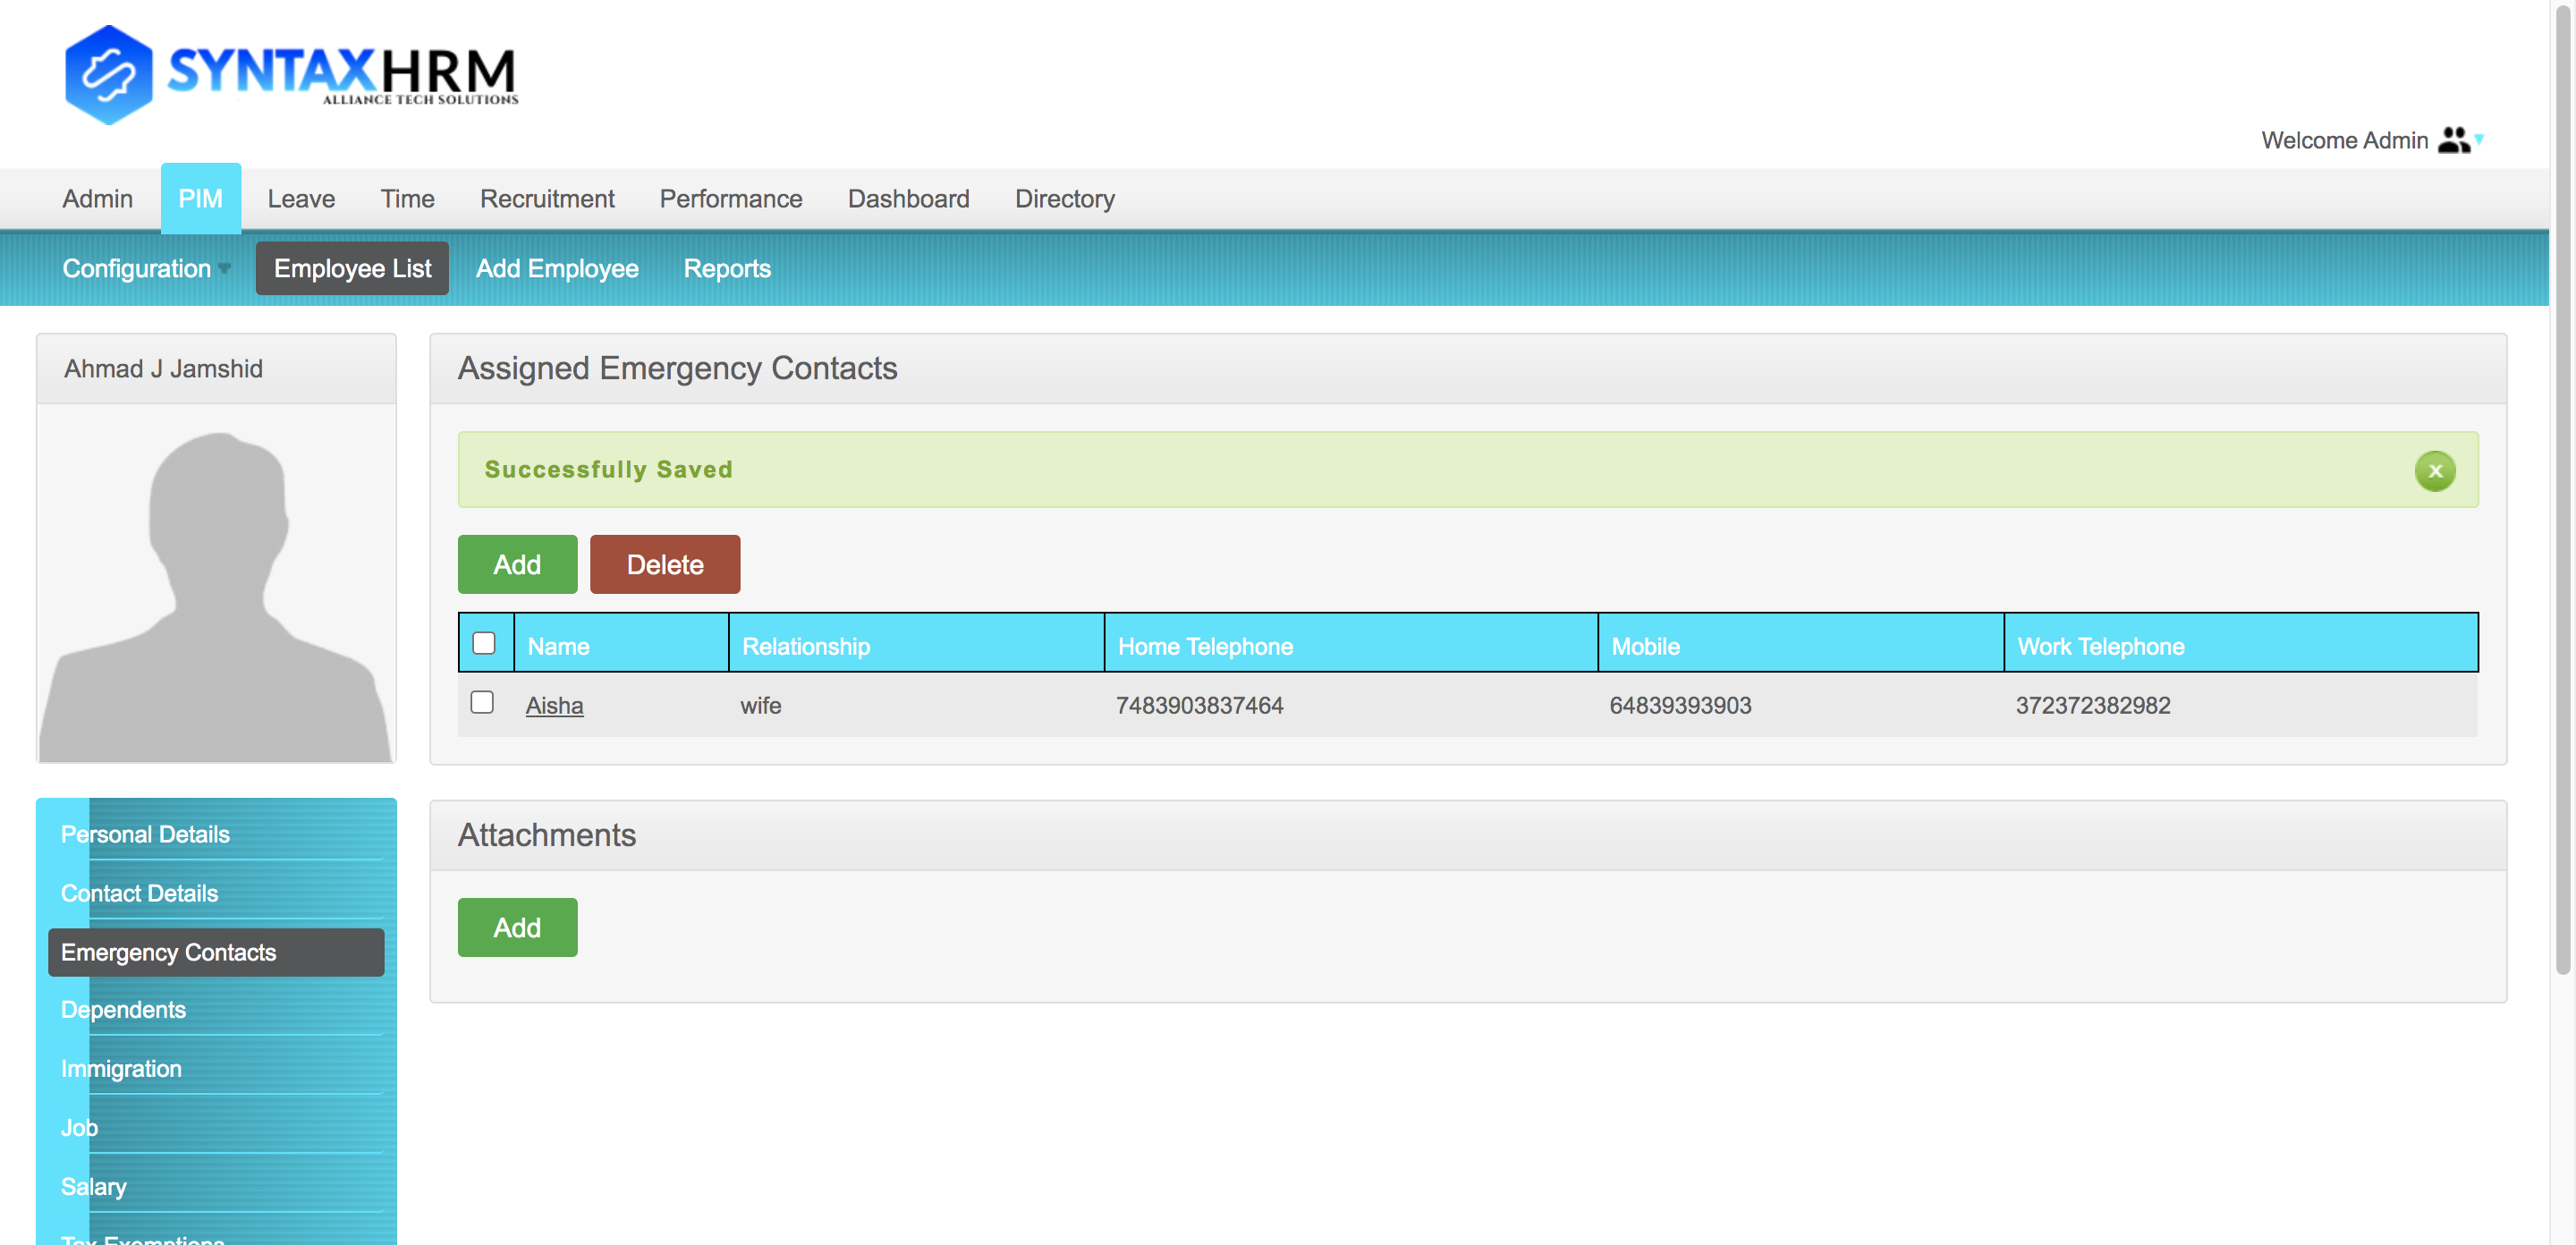 SYNTAXHRM
ALLIANCE TECH SOLUTIONS
Welcome Admin
Admin PIM Leave Time Recruitment Performance Dashboard Directory
Configuration Employee List Add Employee Reports
Ahmad J Jamshid
Assigned Emergency Contacts
Successfully Saved
x
Add Delete
Name Relationship Home Telephone Mobile Work Telephone
Aisha wife 7483903837464 64839393903 372372382982
Personal Details
Contact Details
Emergency Contacts
Dependents
Immigration
Job
Salary
Tax Exemptions
Attachments
Add